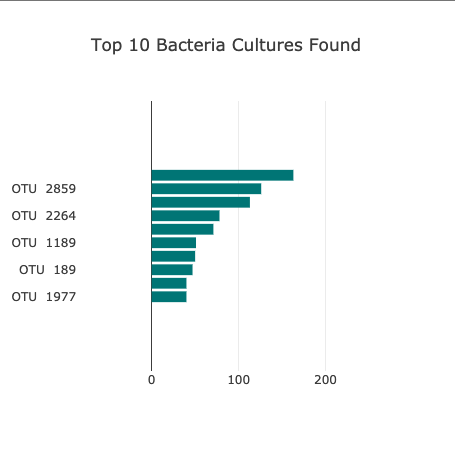 Top 10 Bacteria Cultures Found
OTU 2859
OTU 2264
OTU 1189
OTU 189
OTU 1977
0 100 200